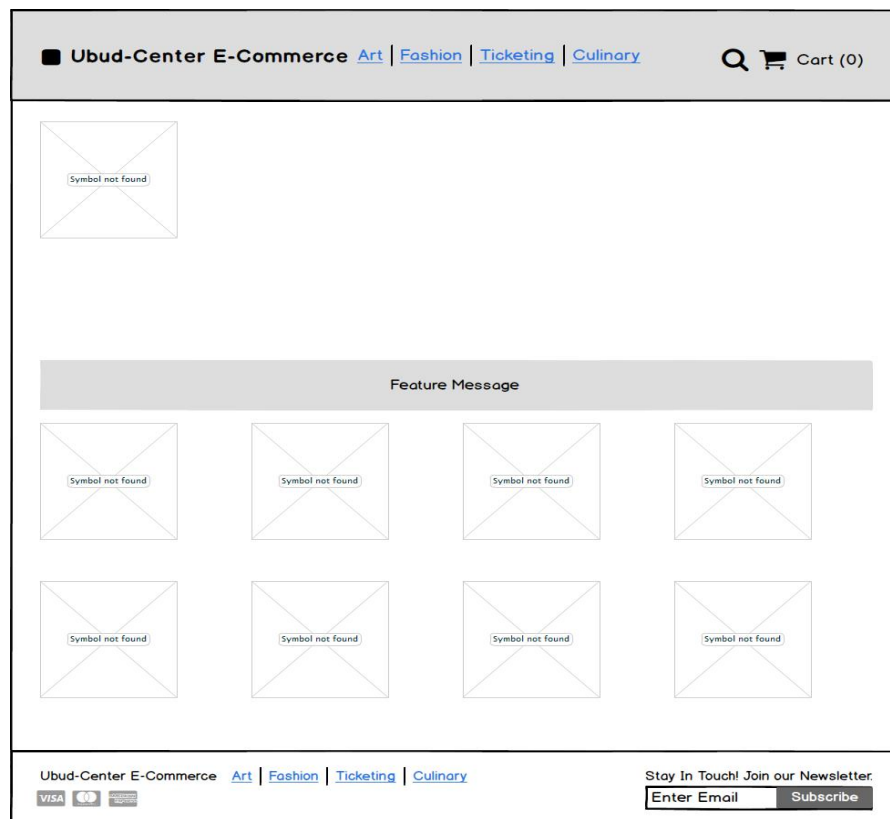 Ubud-Center E-Commerce Art Fashion Ticketing Culinary Cart (0)
Symbol not found
Feature Message
Symbol not found Symbol not found Symbol not found Symbol not found
Symbol not found Symbol not found Symbol not found Symbol not found
Ubud-Center E-Commerce Art Fashion Ticketing Culinary
Stay In Touch! Join our Newsletter.
VISA
Enter Email Subscribe